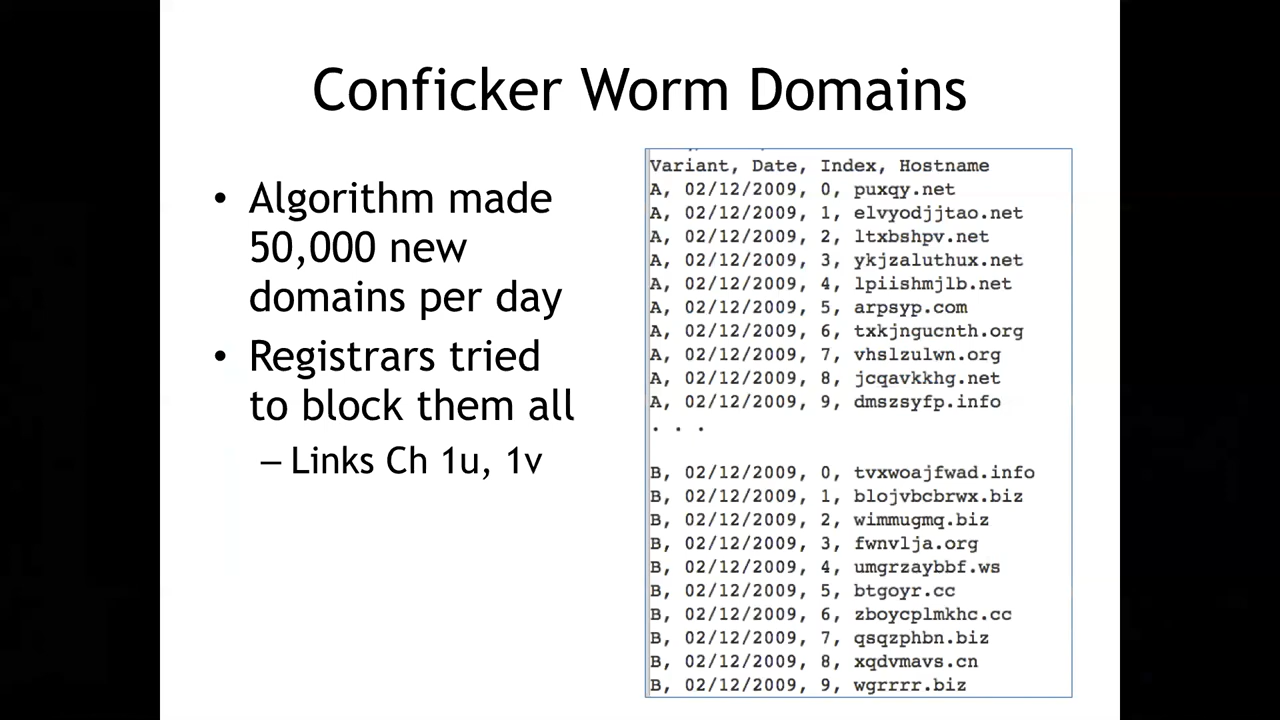 Conficker Worm Domains
• Algorithm made
50,000 new
domains per day
• Registrars tried
to block them all
– Links Ch 1u, 1v
Variant, Date, Index, Hostname
A, 02/12/2009, 0, puxqy.net
A, 02/12/2009, 1, elvyodjjtao.net
A, 02/12/2009, 2, ltxbshpv.net
A, 02/12/2009, 3, ykjzaluthux.net
A, 02/12/2009, 4, lpiishmjlb.net
A, 02/12/2009, 5, arpsyp.com
A, 02/12/2009, 6, txkjngucnth.org
A, 02/12/2009, 7, vhslzulwn.org
A, 02/12/2009, 8, jcqavkkhg.net
A, 02/12/2009, 9, dmszsyfp.info
. . .
B, 02/12/2009, 0, tvxwoajfwad.info
B, 02/12/2009, 1, blojvbcbrwx.biz
B, 02/12/2009, 2, wimmugmq.biz
B, 02/12/2009, 3, fwnvlja.org
B, 02/12/2009, 4, umgrzaybbf.ws
B, 02/12/2009, 5, btgoyr.cc
B, 02/12/2009, 6, zboycplmkhc.cc
B, 02/12/2009, 7, qsqzphbn.biz
B, 02/12/2009, 8, xqdvmavs.cn
B, 02/12/2009, 9, wgrrrr.biz